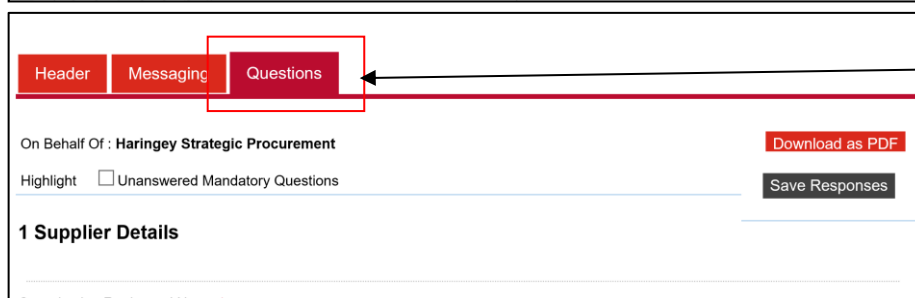 Header Messaging Questions
On Behalf Of : Haringey Strategic Procurement
Download as PDF
Highlight Unanswered Mandatory Questions
Save Responses
1 Supplier Details